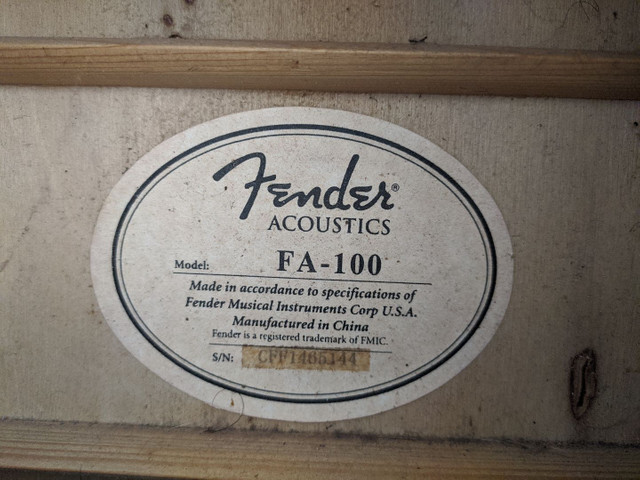 Fender®
ACOUSTICS
Model: FA-100
Made in accordance to specifications of
Fender Musical Instruments Corp U.S.A.
Manufactured in China
Fender is a registered trademark of FMIC.
S/N: